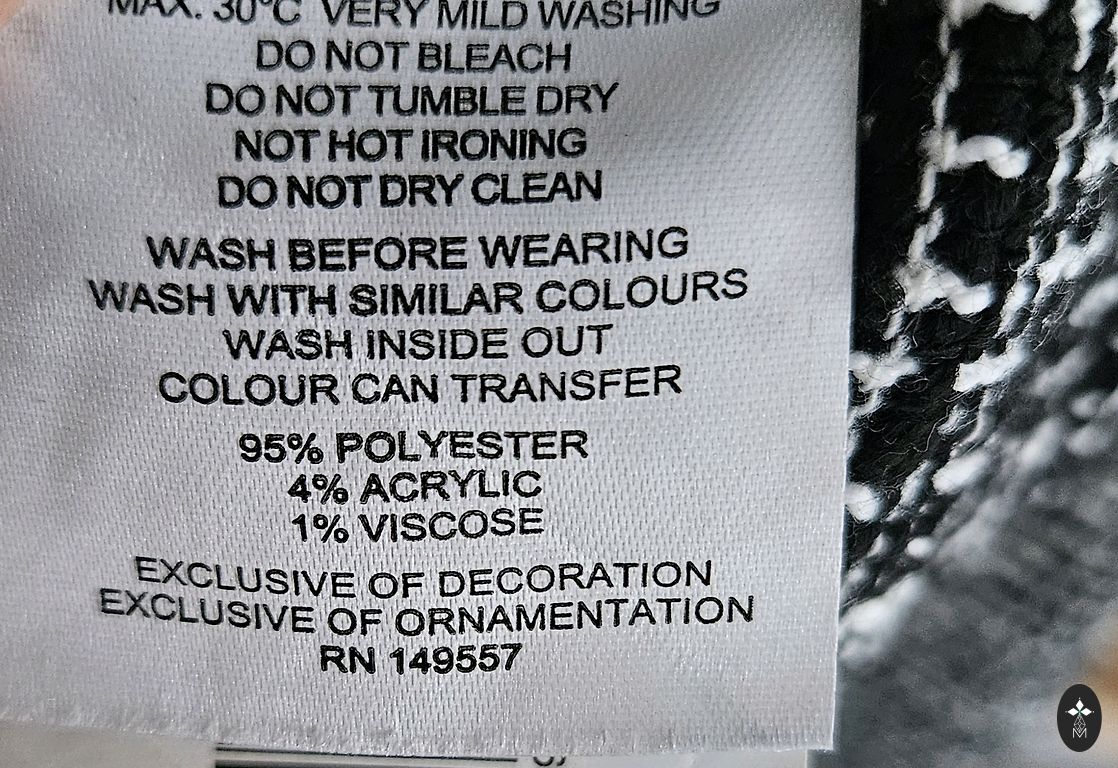 MAX. 30°C VERY MILD WASHING
DO NOT BLEACH
DO NOT TUMBLE DRY
NOT HOT IRONING
DO NOT DRY CLEAN
WASH BEFORE WEARING
WASH WITH SIMILAR COLOURS
WASH INSIDE OUT
COLOUR CAN TRANSFER
95% POLYESTER
4% ACRYLIC
1% VISCOSE
EXCLUSIVE OF DECORATION
EXCLUSIVE OF ORNAMENTATION
RN 149557